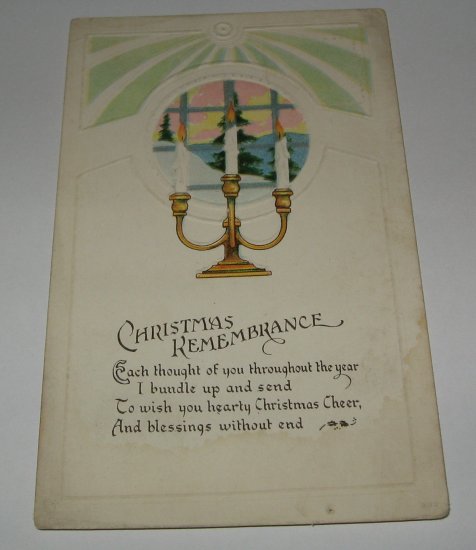 CHRISTMAS
REMEMBRANCE
Each thought of you throughout the year
I bundle up and send
To wish you hearty Christmas Cheer,
And blessings without end